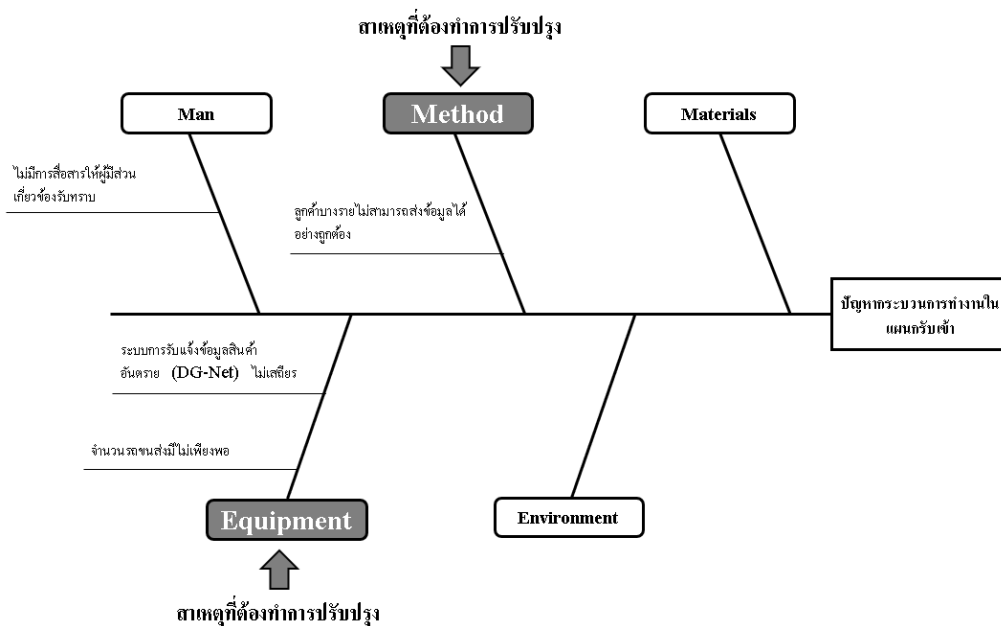 สาเหตุที่ต้องทำการปรับปรุง
Man
Method
Materials
ไม่มีการสื่อสารให้ผู้มีส่วน
เกี่ยวข้องรับทราบ
ลูกค้าบางรายไม่สามารถส่งข้อมูลได้
อย่างถูกต้อง
ปัญหากระบวนการทำงานใน
แผนกรับเข้า
ระบบการรับแจ้งข้อมูลสินค้า
อันตราย (DG-Net) ไม่เสถียร
จำนวนรถขนส่งมีไม่เพียงพอ
Equipment
Environment
สาเหตุที่ต้องทำการปรับปรุง